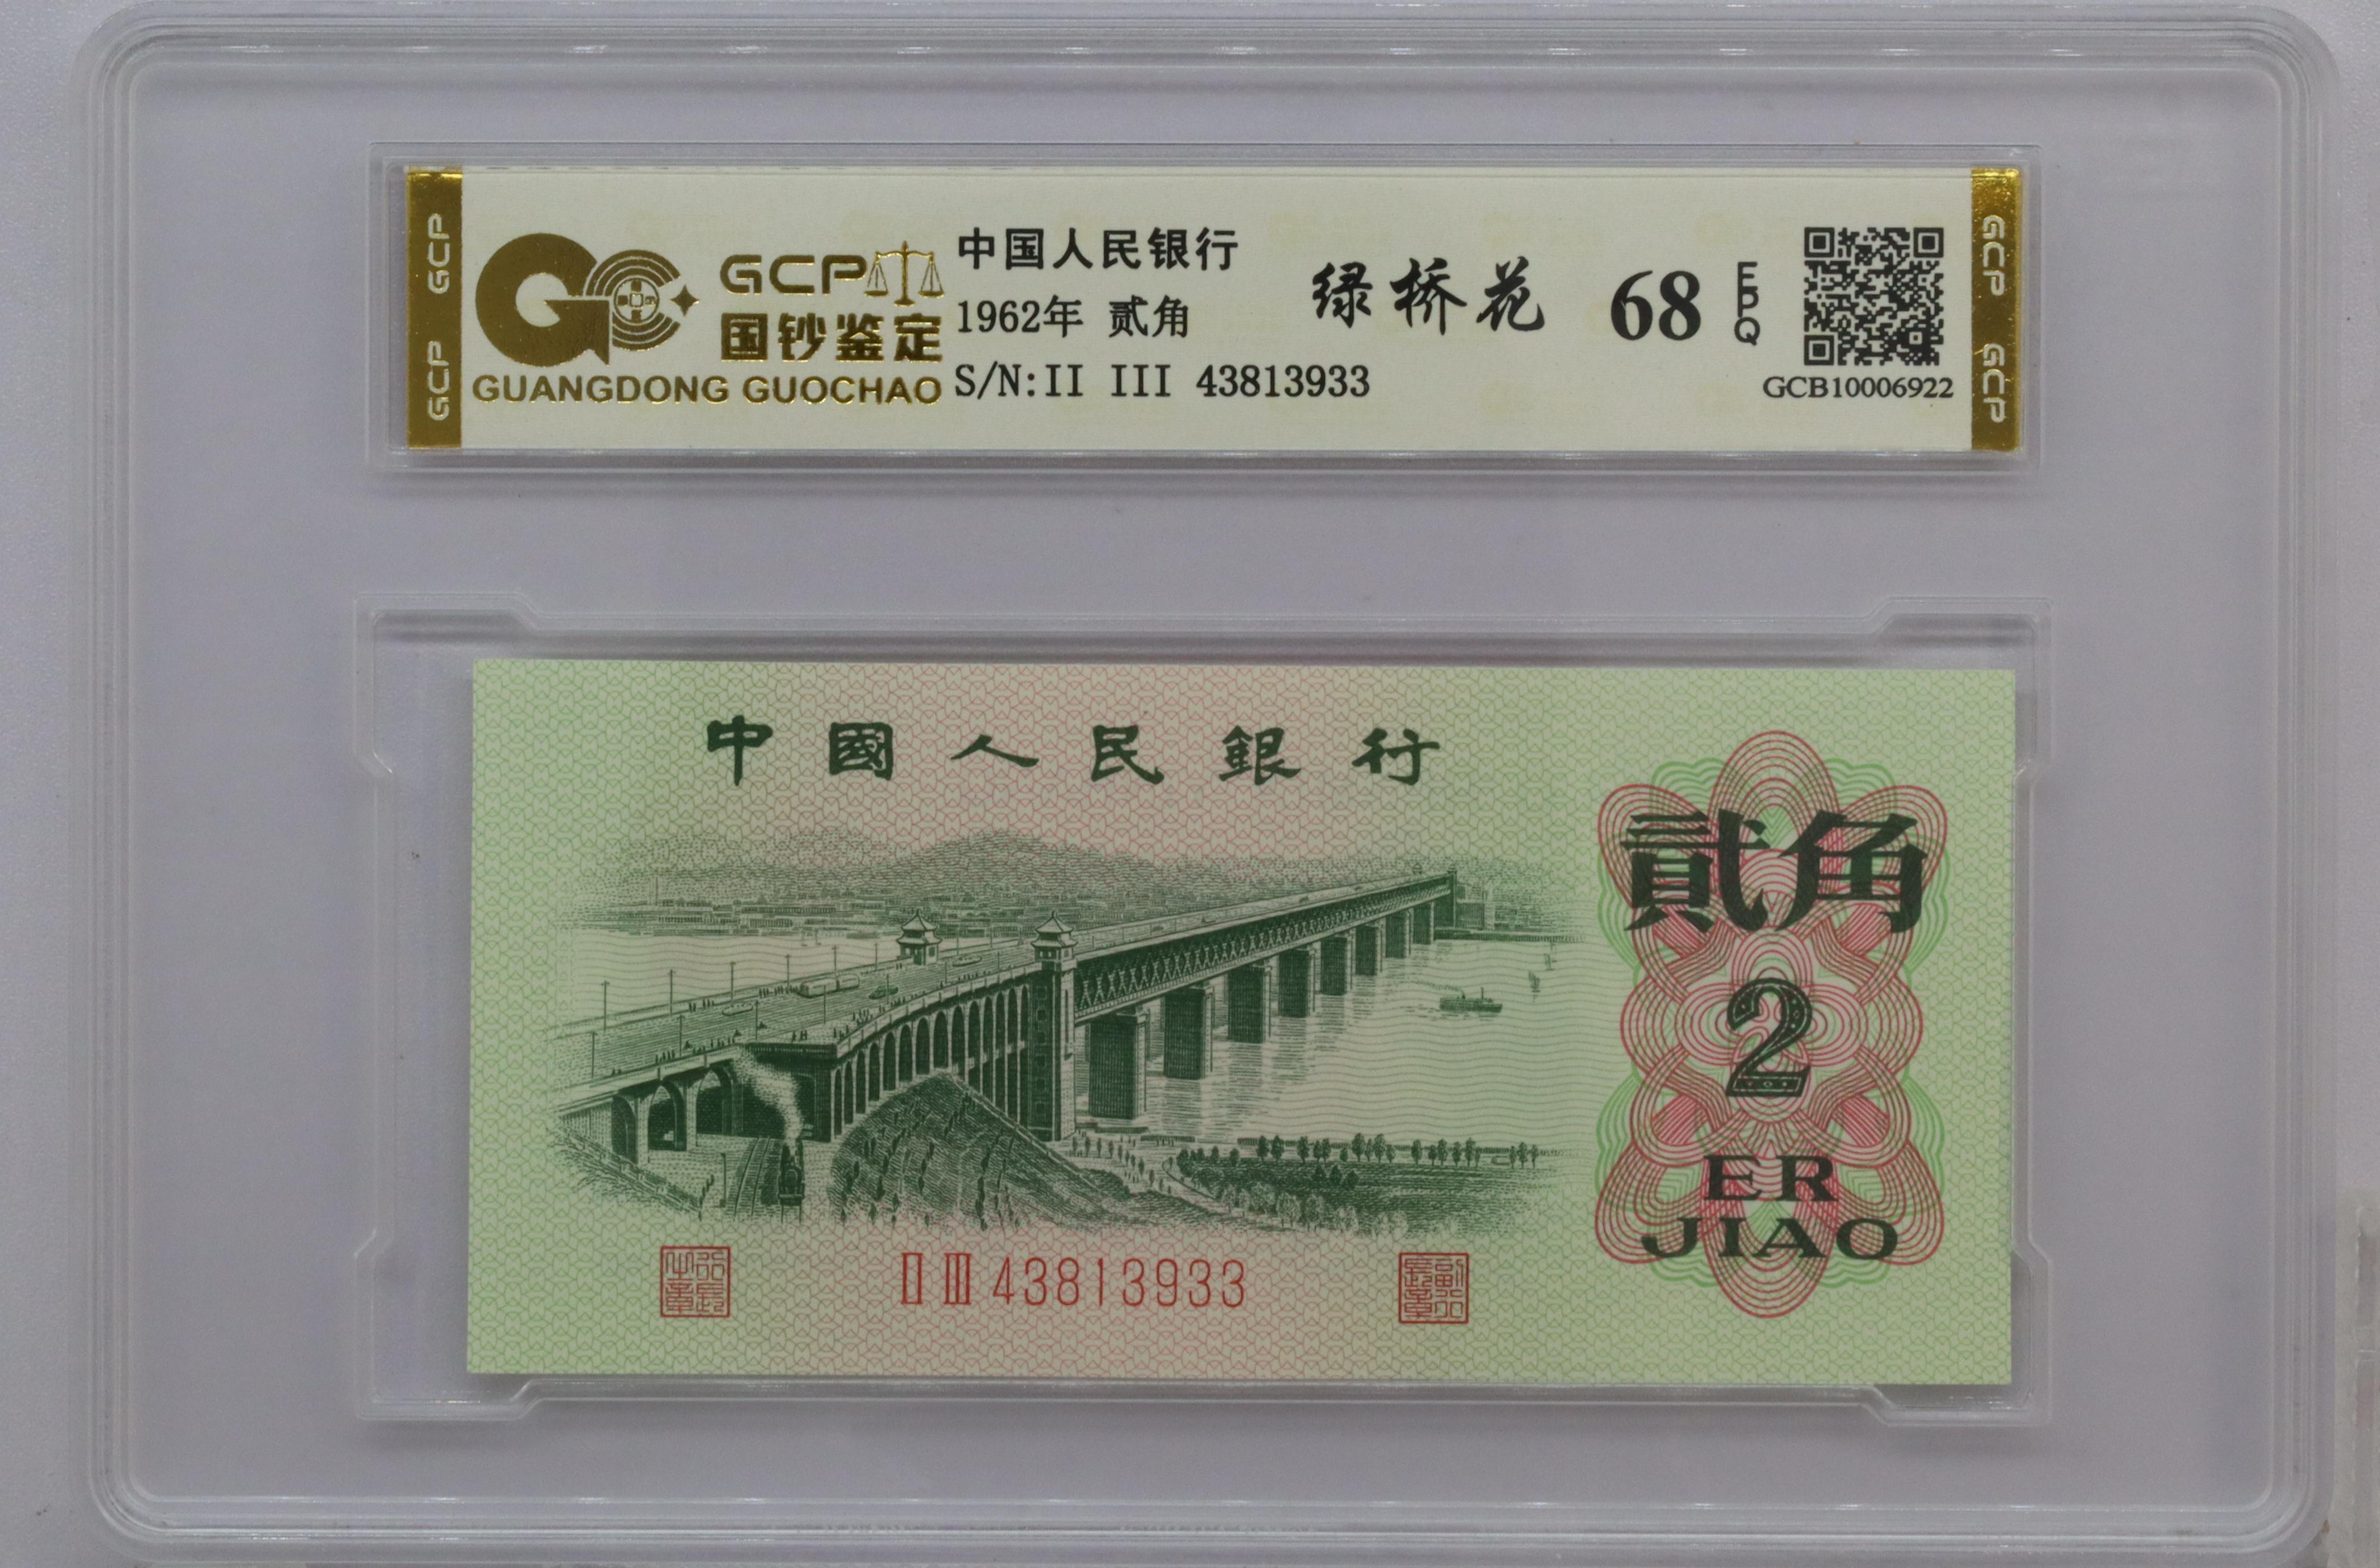 GCP
GCP
GCP
国钞鉴定
GUANGDONG GUOCHAO
中国人民银行
1962年 贰角
S/N:II III 43813933
绿桥花
68
EPQ
GCB10006922
GCP
GCP
中國人民銀行
貳角
2
ER
JIAO
ⅡⅢ 43813933